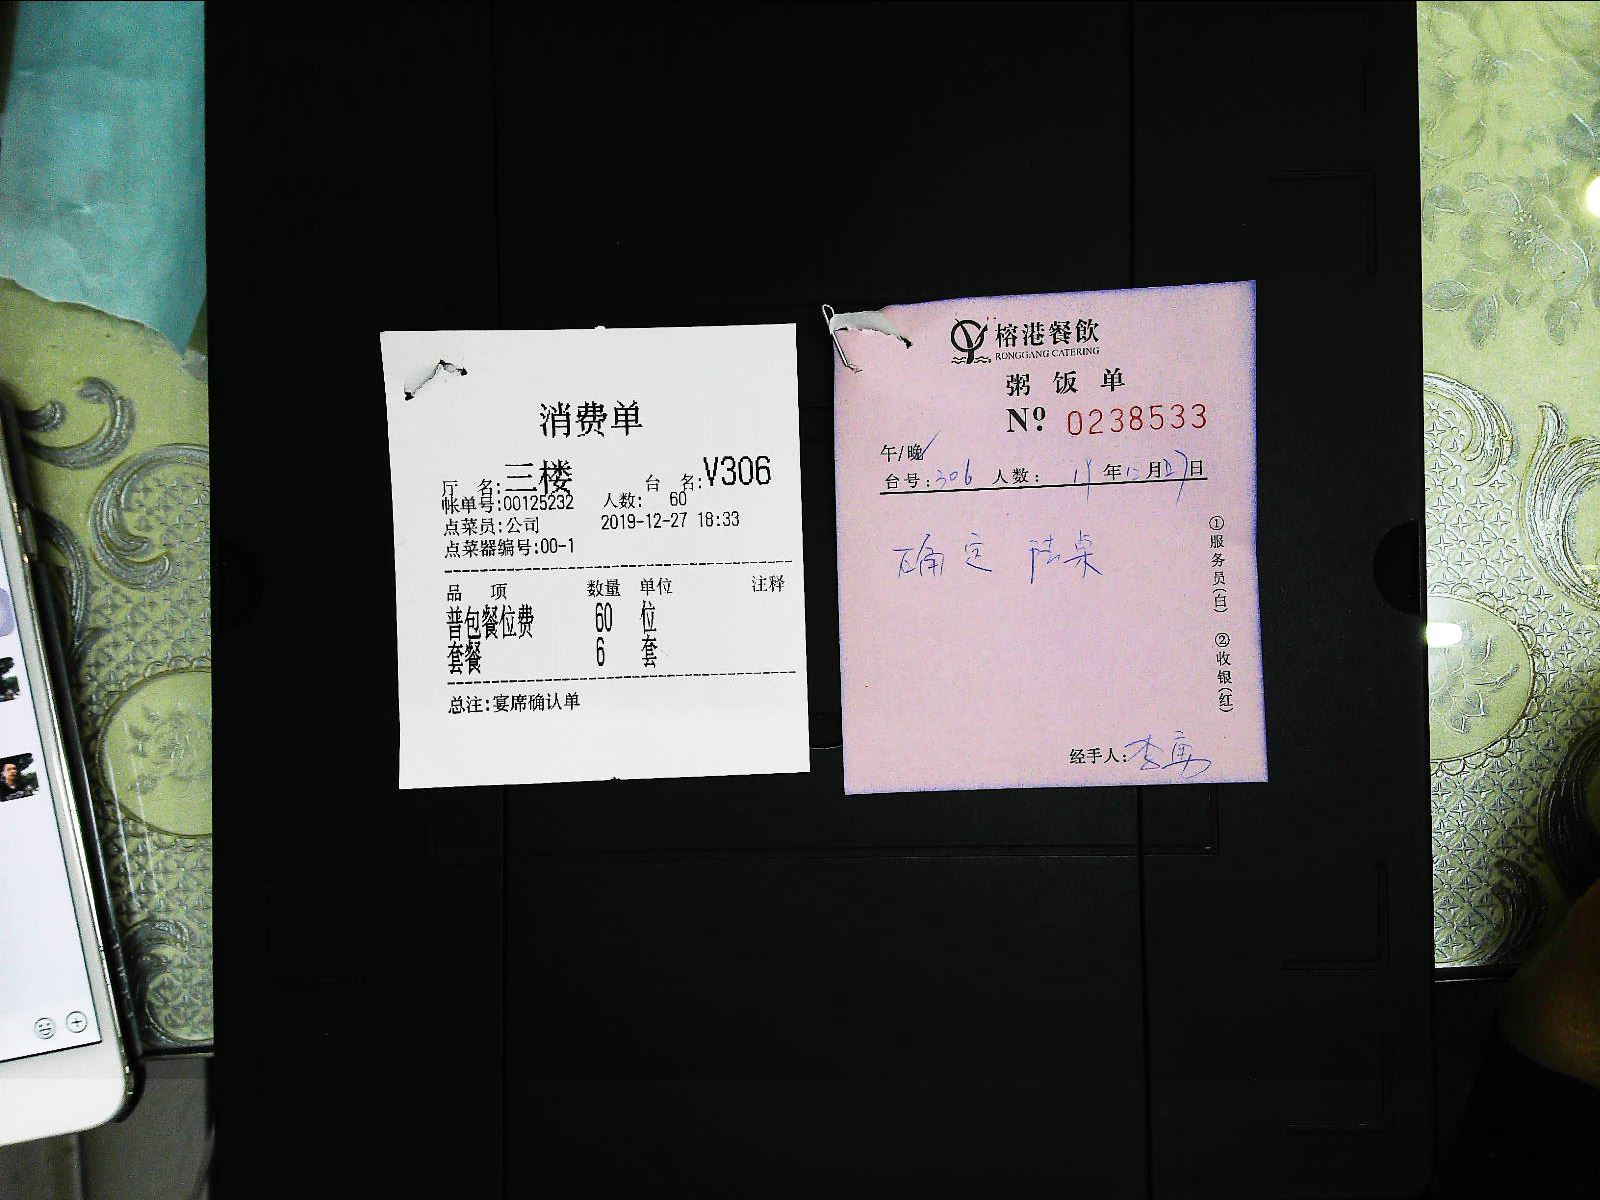 消费单
厅 名:三楼 台 名:V306
帐单号:00125232 人数: 60
点菜员:公司 2019-12-27 18:33
点菜器编号:00-1
品 项 数量 单位 注释
普包餐位费 60 位
套餐 6 套
总注:宴席确认单
榕港餐飲
RONGGANG CATERING
粥 饭 单
Nº 0238533
午/晚
台号:306 人数: 19年12月27日
确定 陆桌
①服务员(白) ②收银(红)
经手人: